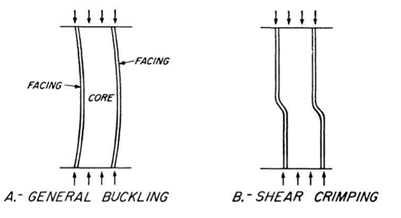 FACING
FACING
CORE
A.- GENERAL BUCKLING
B.- SHEAR CRIMPING